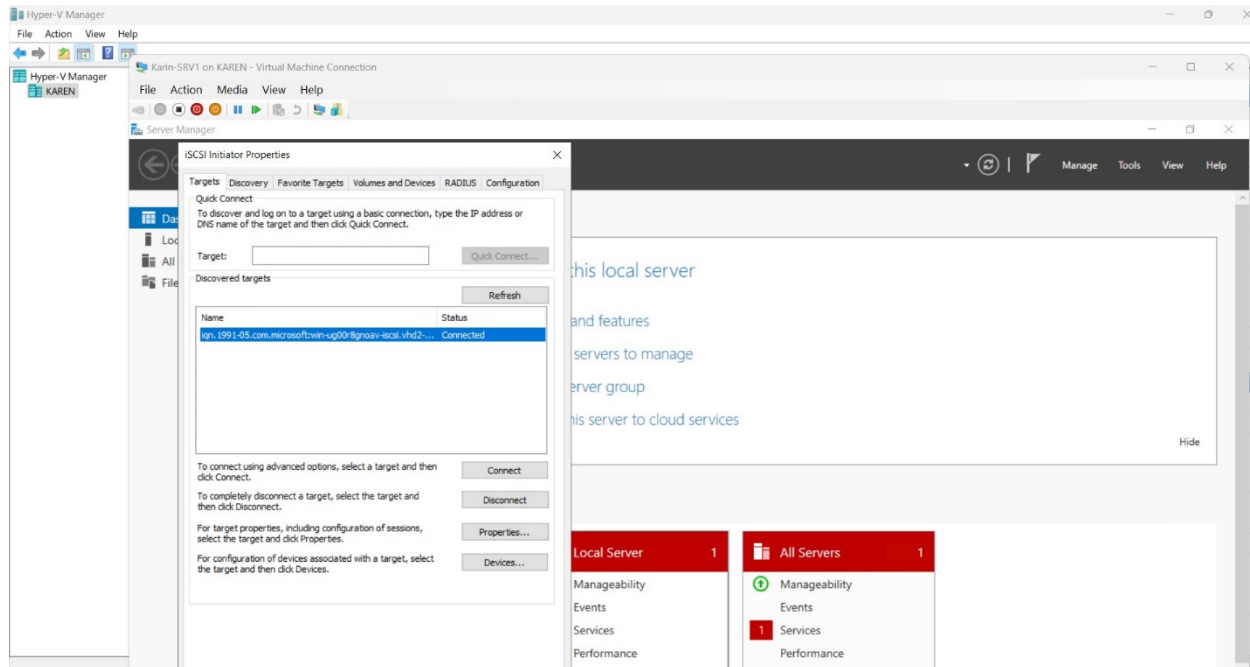 Hyper-V Manager
File Action View Help
Hyper-V Manager
KAREN
Karin-SRV1 on KAREN - Virtual Machine Connection
File Action Media View Help
Server Manager
Manage Tools View Help
iSCSI Initiator Properties
Targets Discovery Favorite Targets Volumes and Devices RADIUS Configuration
Quick Connect
To discover and log on to a target using a basic connection, type the IP address or
DNS name of the target and then click Quick Connect.
Target:
Quick Connect...
Discovered targets
Refresh
Name Status
iqn.1991-05.com.microsoft:win-ug00r8gnoav-iscsi.vhd2-... Connected
To connect using advanced options, select a target and then
click Connect.
Connect
To completely disconnect a target, select the target and
then click Disconnect.
Disconnect
For target properties, including configuration of sessions,
select the target and click Properties.
Properties...
For configuration of devices associated with a target, select
the target and then click Devices.
Devices...
Da
Loc
All
File
this local server
and features
servers to manage
erver group
his server to cloud services
Hide
Local Server 1
Manageability
Events
Services
Performance
All Servers 1
Manageability
Events
1 Services
Performance